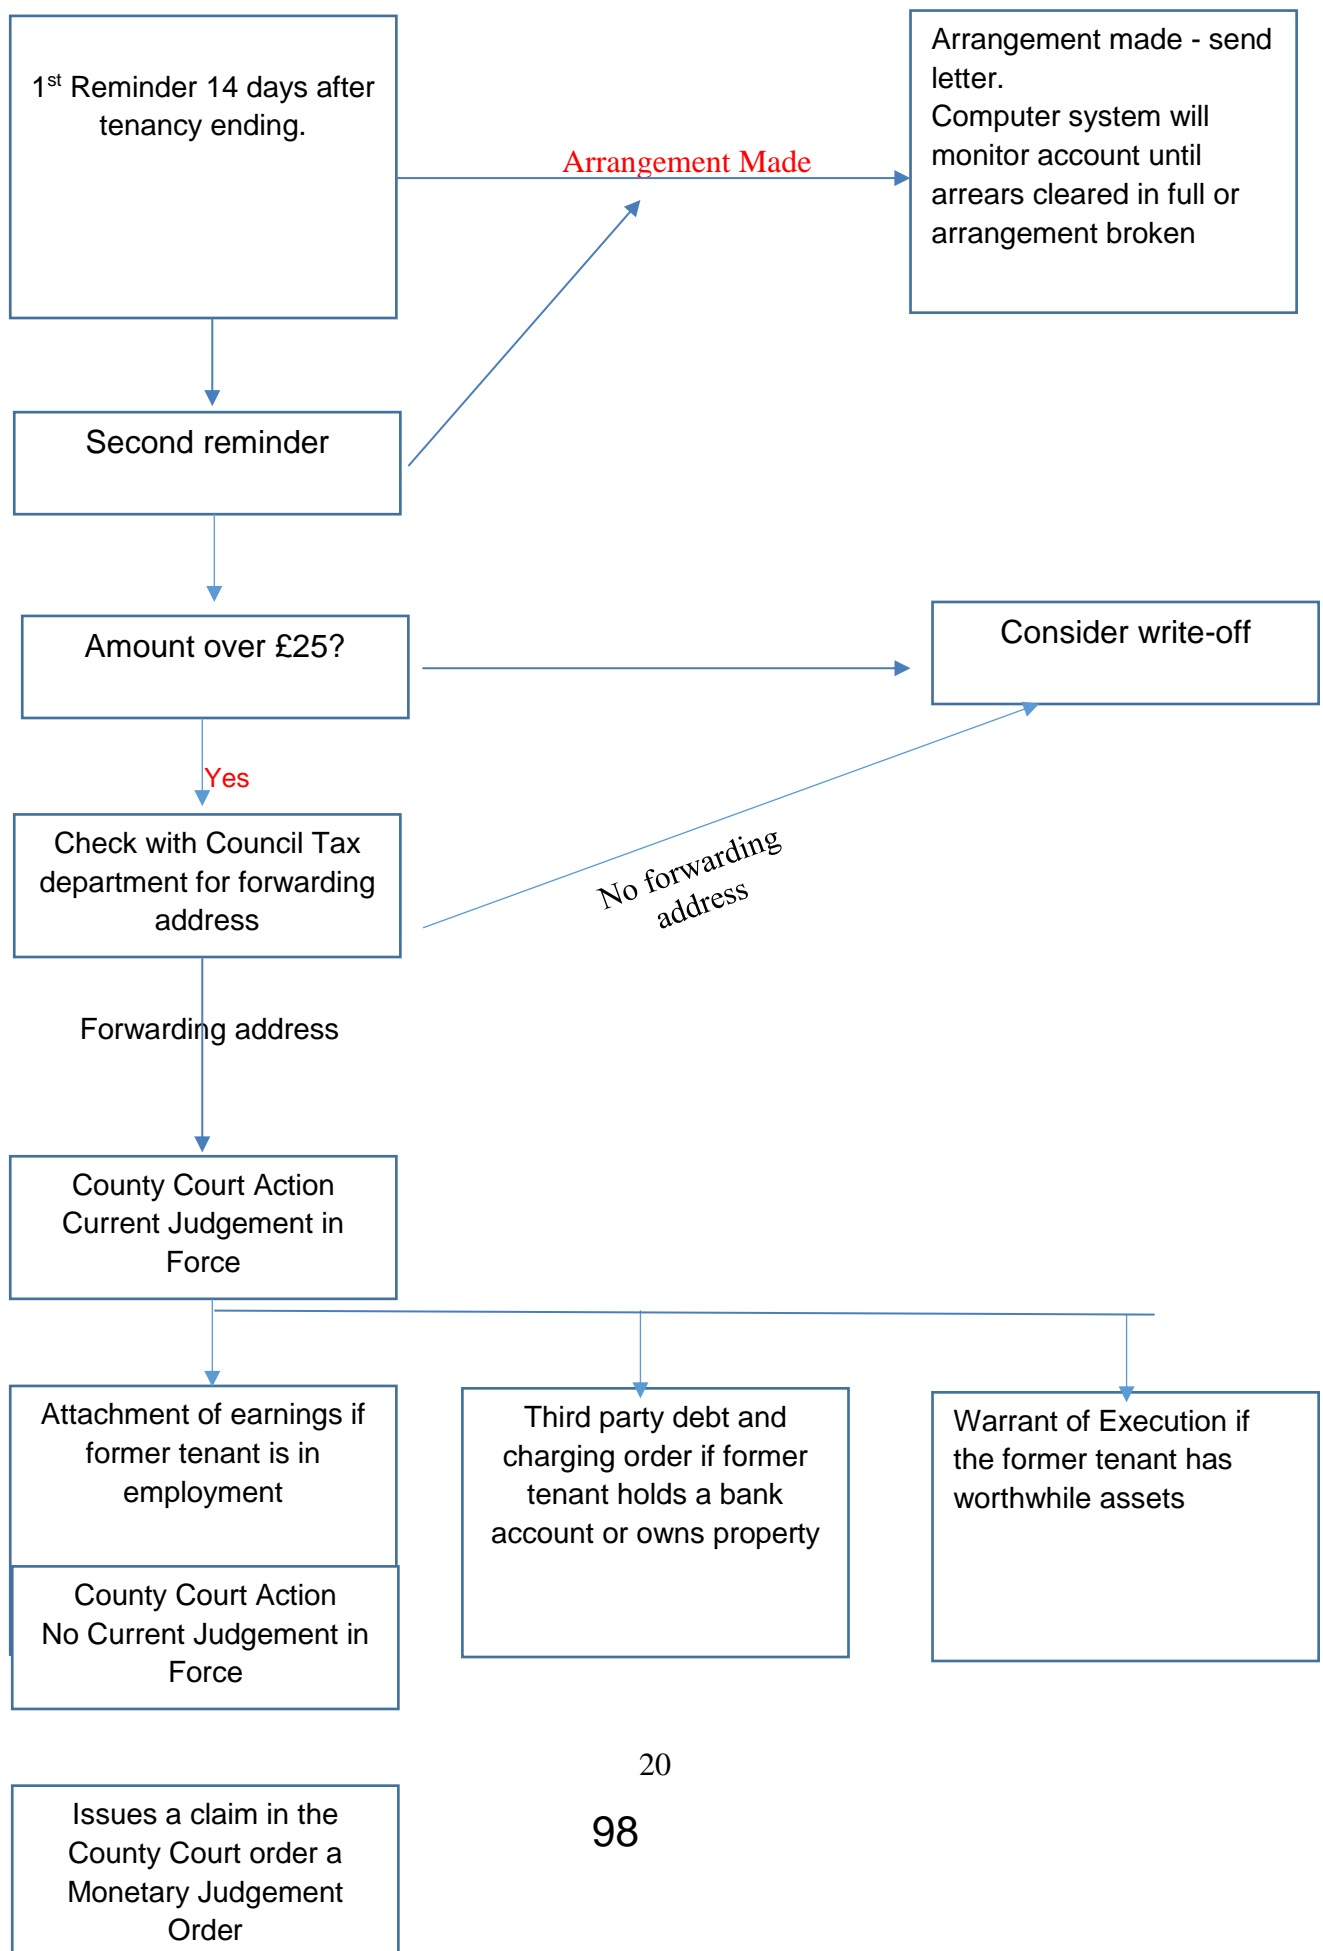 1st Reminder 14 days after
tenancy ending.
Arrangement Made
Arrangement made - send
letter.
Computer system will
monitor account until
arrears cleared in full or
arrangement broken
Second reminder
Amount over £25?
Consider write-off
Yes
Check with Council Tax
department for forwarding
address
No forwarding
address
Forwarding address
County Court Action
Current Judgement in
Force
Attachment of earnings if
former tenant is in
employment
Third party debt and
charging order if former
tenant holds a bank
account or owns property
Warrant of Execution if
the former tenant has
worthwhile assets
County Court Action
No Current Judgement in
Force
20
98
Issues a claim in the
County Court order a
Monetary Judgement
Order